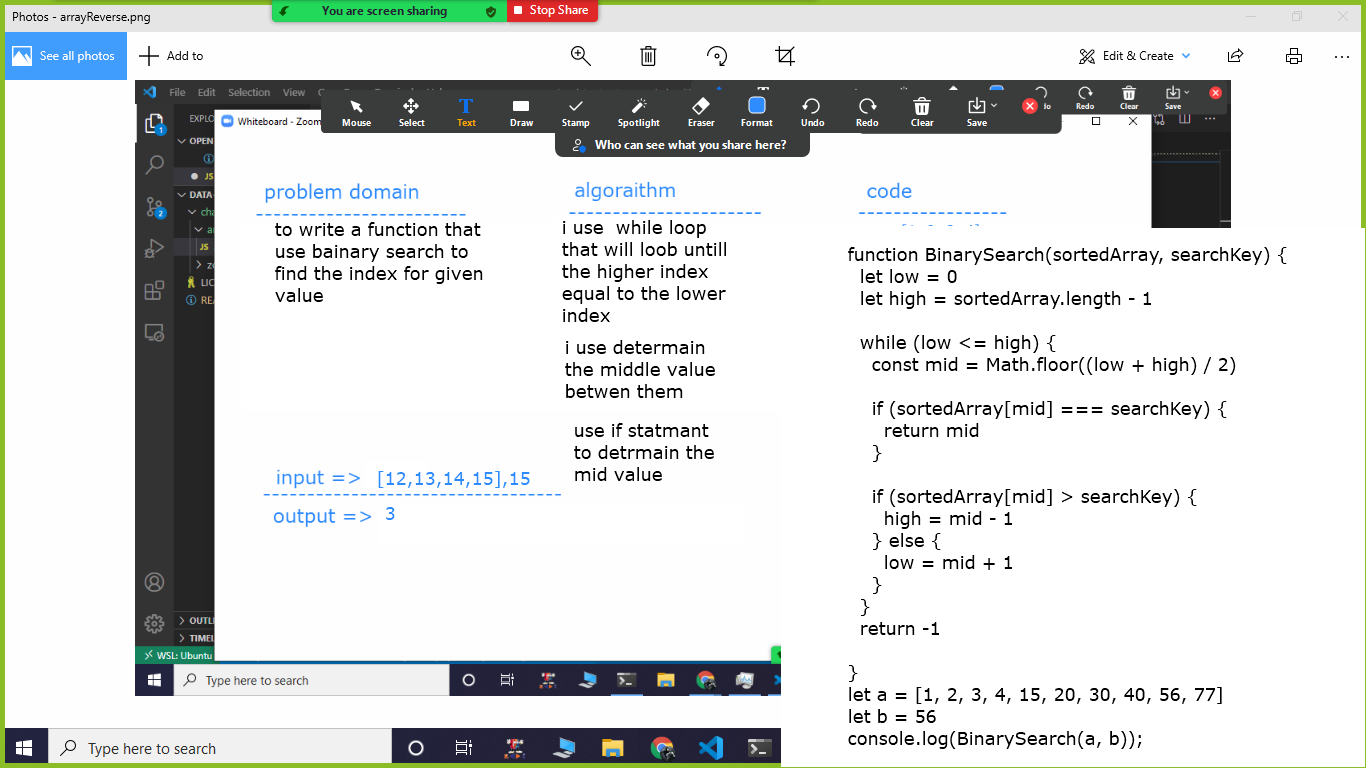 Photos - arrayReverse.png
You are screen sharing
Stop Share
See all photos
Add to
Edit & Create
File Edit Selection View
Mouse Select Text Draw Stamp Spotlight Eraser Format Undo Redo Clear Save
Redo Clear Save
Who can see what you share here?
EXPLO
Whiteboard - Zoom
OPEN
JS
DATA
cha
JS
LIC
REA
OUTLI
TIMEL
WSL: Ubuntu
problem domain
to write a function that
use bainary search to
find the index for given
value
input => [12,13,14,15],15
output => 3
algoraithm
i use while loop
that will loob untill
the higher index
equal to the lower
index
i use determain
the middle value
betwen them
use if statmant
to detrmain the
mid value
code
function BinarySearch(sortedArray, searchKey) {
let low = 0
let high = sortedArray.length - 1
while (low <= high) {
const mid = Math.floor((low + high) / 2)
if (sortedArray[mid] === searchKey) {
return mid
}
if (sortedArray[mid] > searchKey) {
high = mid - 1
} else {
low = mid + 1
}
}
return -1
}
let a = [1, 2, 3, 4, 15, 20, 30, 40, 56, 77]
let b = 56
console.log(BinarySearch(a, b));
Type here to search
Type here to search